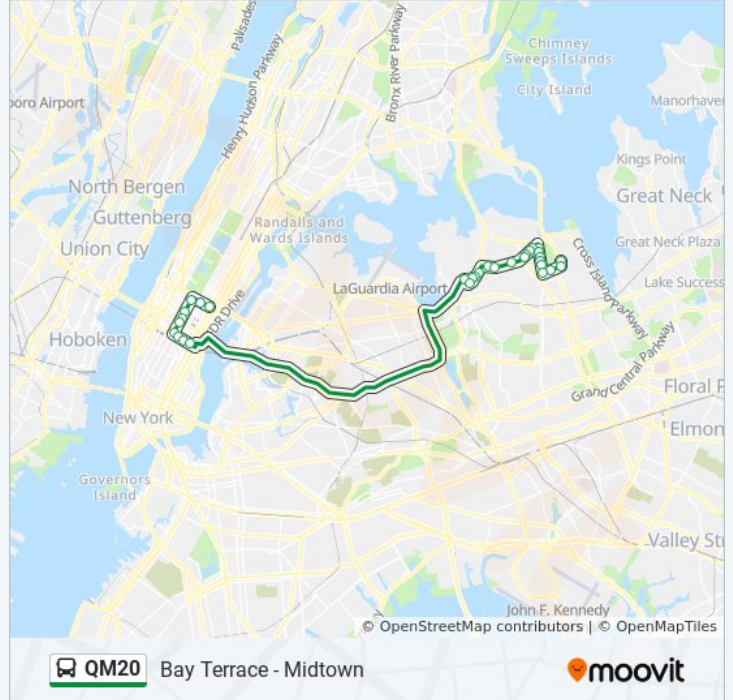 Palisades
Chimney
Sweeps Islands
City Island
Bronx River Parkway
Henry Hudson Parkway
boro Airport
Manorhaven
Kings Point
North Bergen
Great Neck
Guttenberg
Randalls and
Wards Islands
Union City
Great Neck Plaza
Cross Island Parkway
LaGuardia Airport
Lake Success
DR Drive
Hoboken
Grand Central Parkway
Floral F
New York
Elmon
Governors
Island
Valley St
John F. Kennedy
© OpenStreetMap contributors | © OpenMapTiles
QM20 Bay Terrace - Midtown moovit